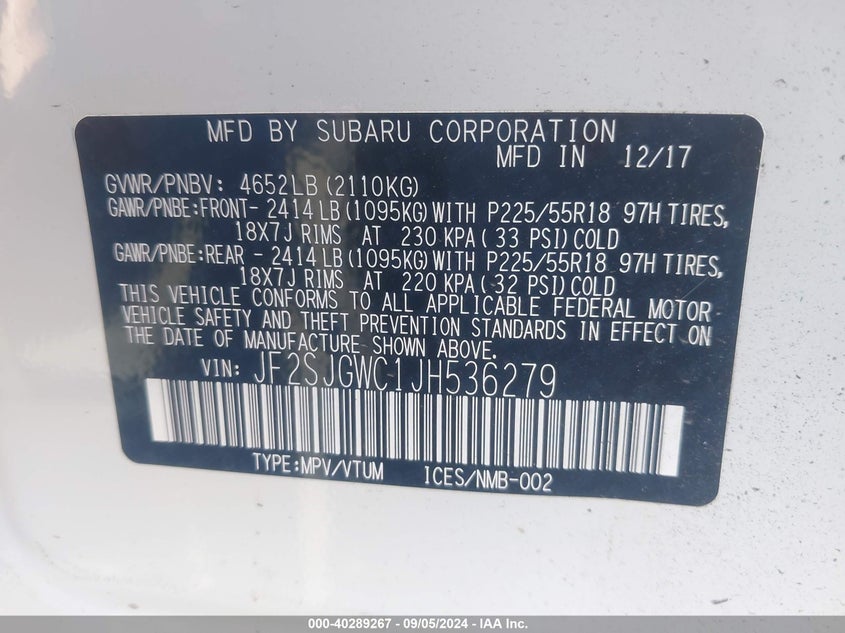 MFD BY SUBARU CORPORATION
MFD IN 12/17
GVWR/PNBV: 4652LB (2110KG)
GAWR/PNBE:FRONT- 2414 LB (1095KG) WITH P225/55R18 97H TIRES,
18X7J RIMS AT 230 KPA ( 33 PSI) COLD
GAWR/PNBE:REAR - 2414 LB (1095KG) WITH P225/55R18 97H TIRES,
18X7J RIMS AT 220 KPA ( 32 PSI) COLD
THIS VEHICLE CONFORMS TO ALL APPLICABLE FEDERAL MOTOR
VEHICLE SAFETY AND THEFT PREVENTION STANDARDS IN EFFECT ON
THE DATE OF MANUFACTURE SHOWN ABOVE.
VIN: JF2SJGWC1JH536279
TYPE:MPV/VTUM ICES/NMB-002
000-40289267 - 09/05/2024 - IAA Inc.